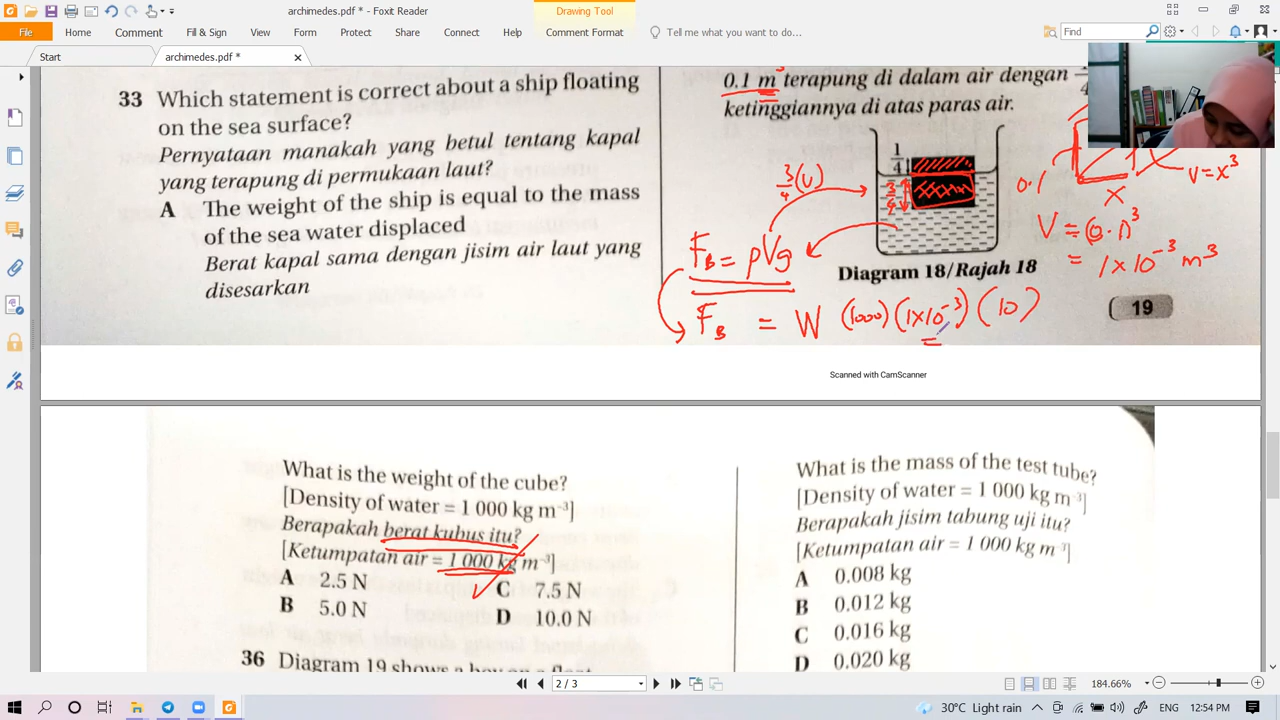 archimedes.pdf * - Foxit Reader
Drawing Tool
File
Home
Comment
View
Form
Protect
Share
Connect
Help
Fill & Sign
Comment Format
Tell me what you want to do...
Find
Start
archimedes.pdf *
33 Which statement is correct about a ship floating
on the sea surface?
Pernyataan manakah yang betul tentang kapal
yang terapung di permukaan laut?
A The weight of the ship is equal to the mass
of the sea water displaced
Berat kapal sama dengan jisim air laut yang
disesarkan
0.1 m³ terapung di dalam air dengan
ketinggiannya di atas paras air.
1/4
3/4
3/4 (v)
F_B = ρVg
Diagram 18/Rajah 18
F_B = W (1000)(1×10⁻³)(10)
0.1
x
V = x³
V = (0.1)³
= 1×10⁻³ m³
19
Scanned with CamScanner
What is the weight of the cube?
[Density of water = 1 000 kg m⁻³]
Berapakah berat kubus itu?
[Ketumpatan air = 1 000 kg m⁻³]
A 2.5 N
B 5.0 N
C 7.5 N
D 10.0 N
What is the mass of the test tube?
[Density of water = 1 000 kg m⁻³]
Berapakah jisim tabung uji itu?
[Ketumpatan air = 1 000 kg m⁻³]
A 0.008 kg
B 0.012 kg
C 0.016 kg
D 0.020 kg
2 / 3
184.66%
30°C Light rain
ENG
12:54 PM